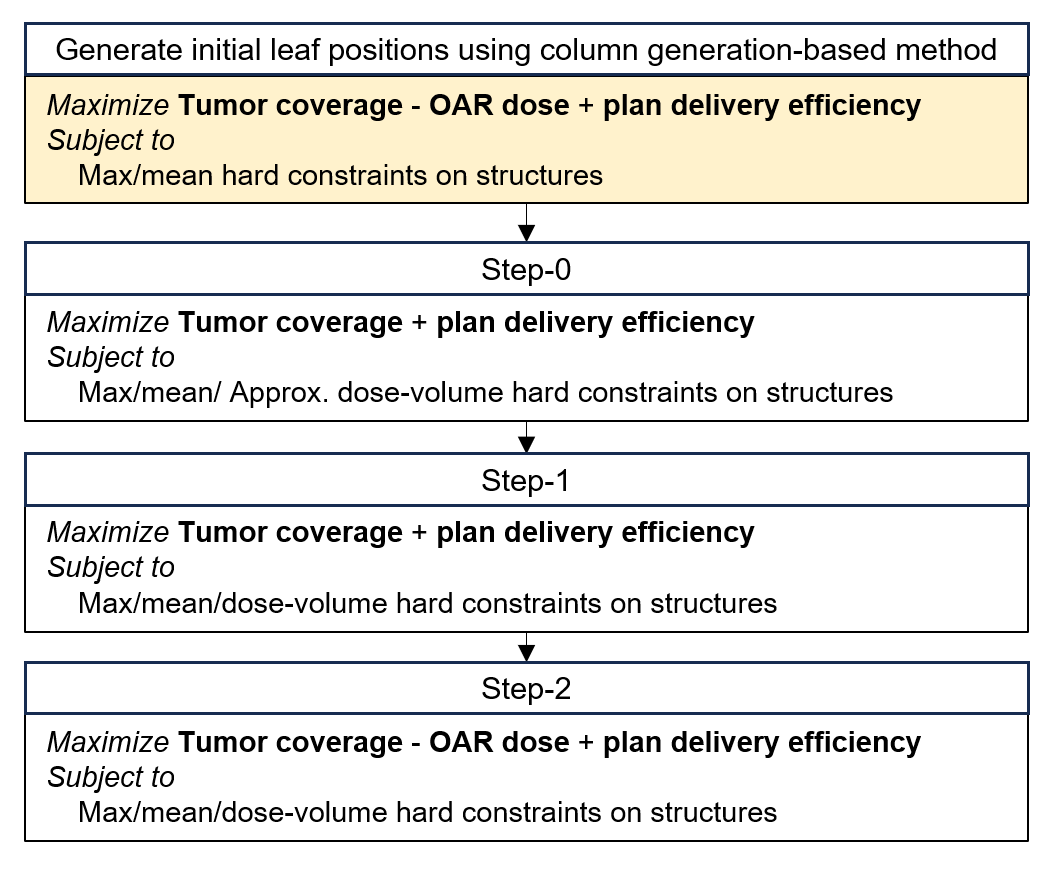 Generate initial leaf positions using column generation-based method
Maximize Tumor coverage - OAR dose + plan delivery efficiency
Subject to
Max/mean hard constraints on structures
Step-0
Maximize Tumor coverage + plan delivery efficiency
Subject to
Max/mean/ Approx. dose-volume hard constraints on structures
Step-1
Maximize Tumor coverage + plan delivery efficiency
Subject to
Max/mean/dose-volume hard constraints on structures
Step-2
Maximize Tumor coverage - OAR dose + plan delivery efficiency
Subject to
Max/mean/dose-volume hard constraints on structures